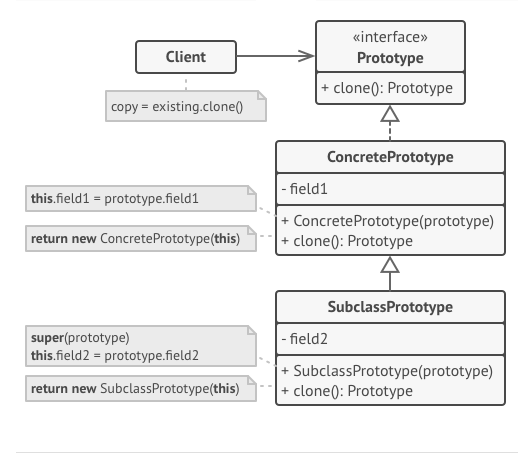 «interface»
Client
Prototype
+ clone(): Prototype
copy = existing.clone()
ConcretePrototype
- field1
this.field1 = prototype.field1
+ ConcretePrototype(prototype)
return new ConcretePrototype(this)
+ clone(): Prototype
SubclassPrototype
super(prototype)
- field2
this.field2 = prototype.field2
+ SubclassPrototype(prototype)
return new SubclassPrototype(this)
+ clone(): Prototype